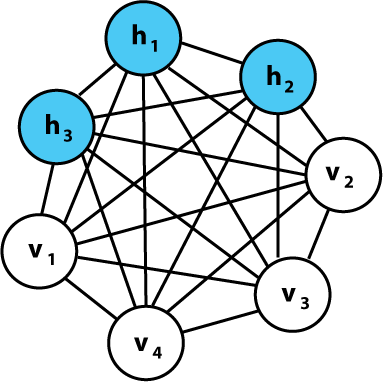 h₁
h₂
h₃
v₂
v₁
v₃
v₄